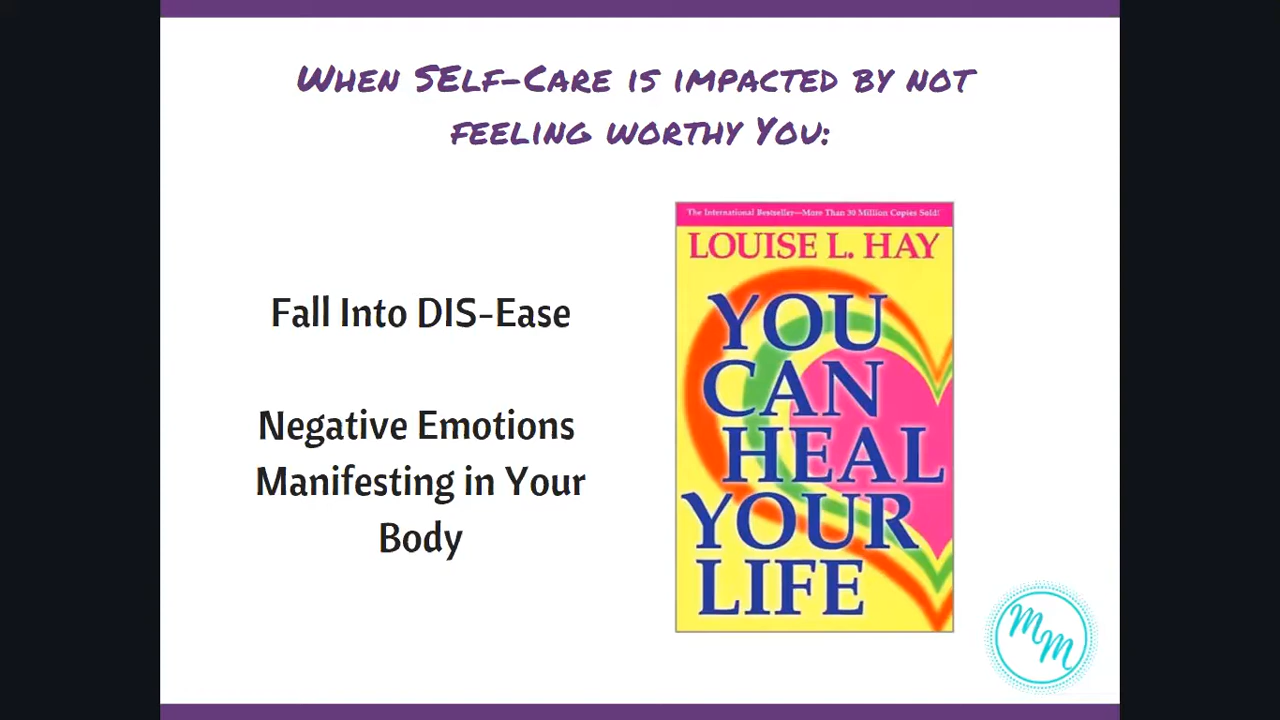 When SElf-Care is impacted by not
feeling worthy You:
Fall Into DIS-Ease
Negative Emotions
Manifesting in Your
Body
The International Bestseller—More Than 30 Million Copies Sold!
LOUISE L. HAY
YOU
CAN
HEAL
YOUR
LIFE
MM